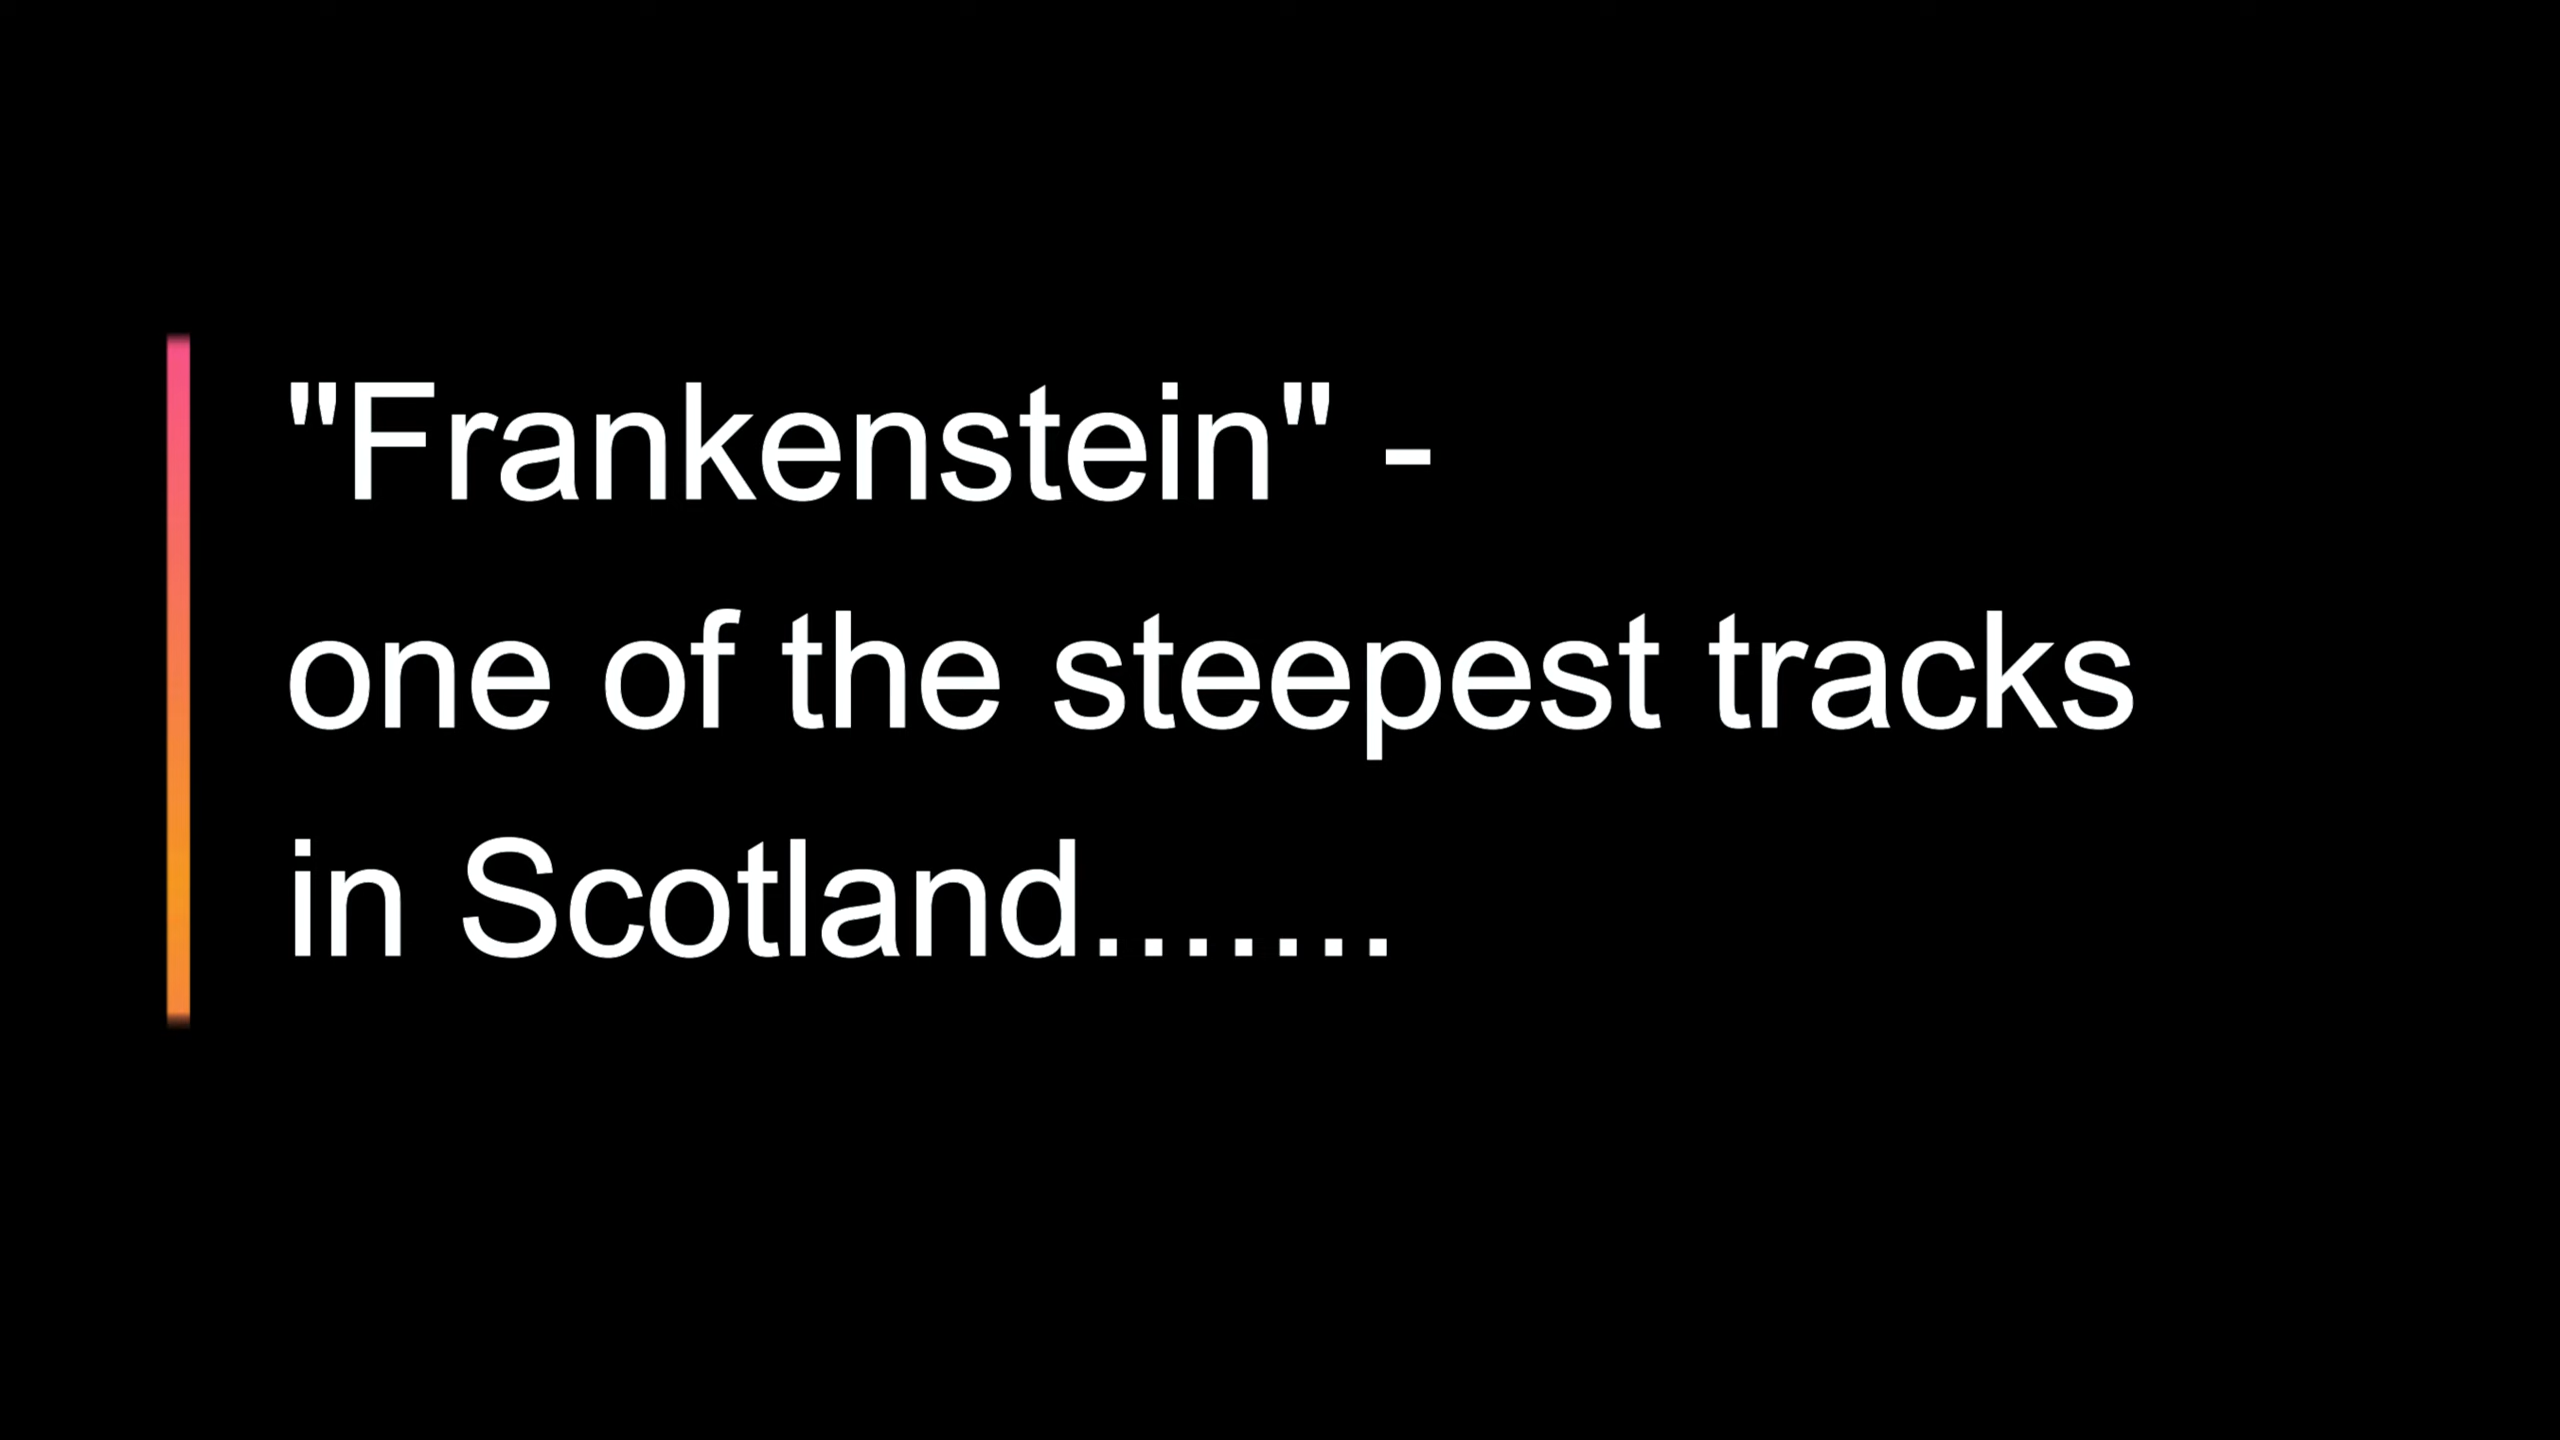 "Frankenstein" -
one of the steepest tracks
in Scotland.......